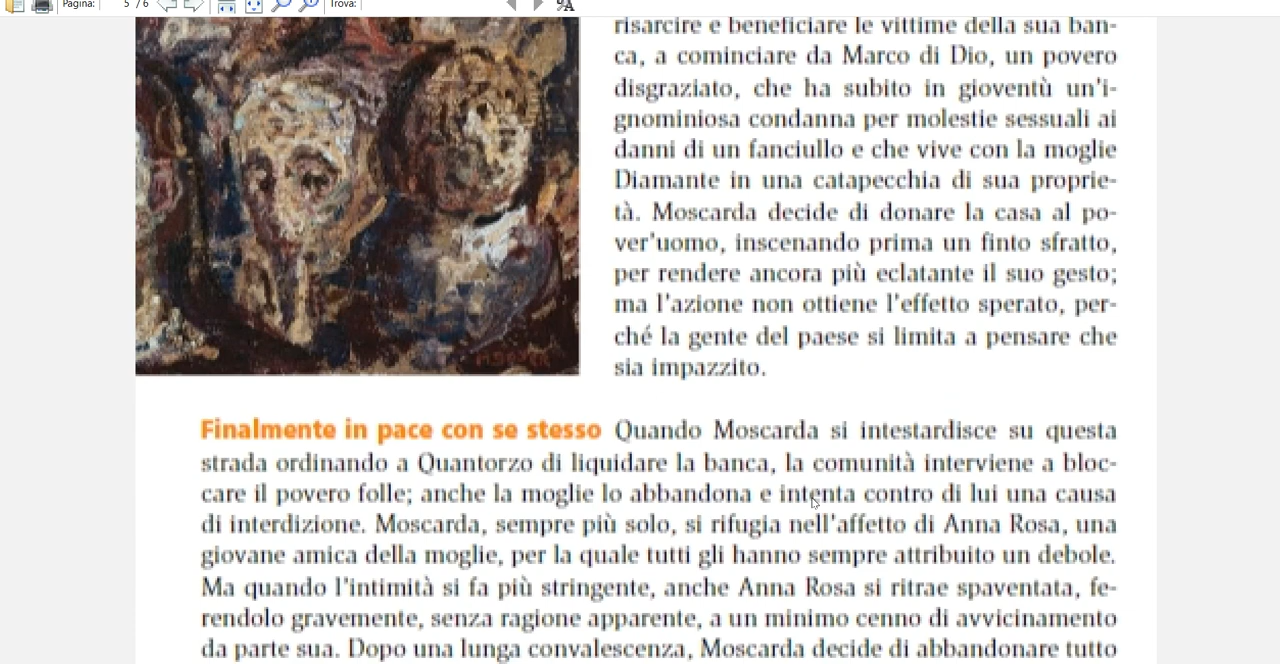 Pagina:
5 / 6
Trova:
risarcire e beneficiare le vittime della sua ban-
ca, a cominciare da Marco di Dio, un povero
disgraziato, che ha subito in gioventù un'i-
gnominiosa condanna per molestie sessuali ai
danni di un fanciullo e che vive con la moglie
Diamante in una catapecchia di sua proprie-
tà. Moscarda decide di donare la casa al po-
ver'uomo, inscenando prima un finto sfratto,
per rendere ancora più eclatante il suo gesto;
ma l'azione non ottiene l'effetto sperato, per-
ché la gente del paese si limita a pensare che
sia impazzito.
Finalmente in pace con se stesso Quando Moscarda si intestardisce su questa
strada ordinando a Quantorzo di liquidare la banca, la comunità interviene a bloc-
care il povero folle; anche la moglie lo abbandona e intenta contro di lui una causa
di interdizione. Moscarda, sempre più solo, si rifugia nell'affetto di Anna Rosa, una
giovane amica della moglie, per la quale tutti gli hanno sempre attribuito un debole.
Ma quando l'intimità si fa più stringente, anche Anna Rosa si ritrae spaventata, fe-
rendolo gravemente, senza ragione apparente, a un minimo cenno di avvicinamento
da parte sua. Dopo una lunga convalescenza, Moscarda decide di abbandonare tutto